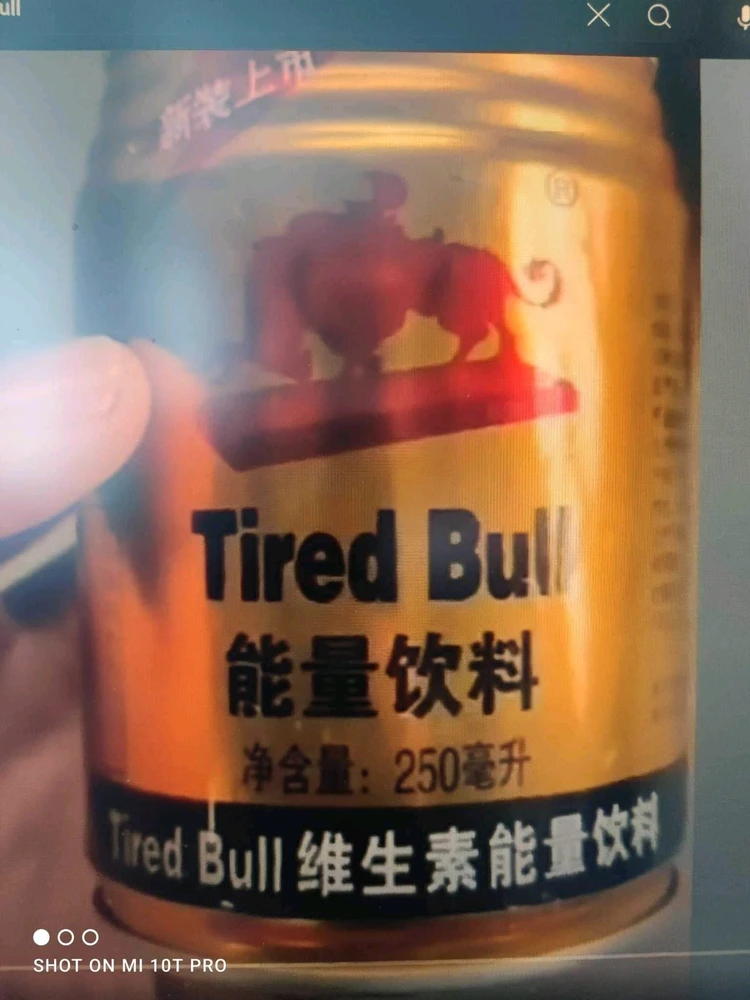 ull
新装上市
®
Tired Bull
能量饮料
净含量：250毫升
Tired Bull 维生素能量饮料
SHOT ON MI 10T PRO